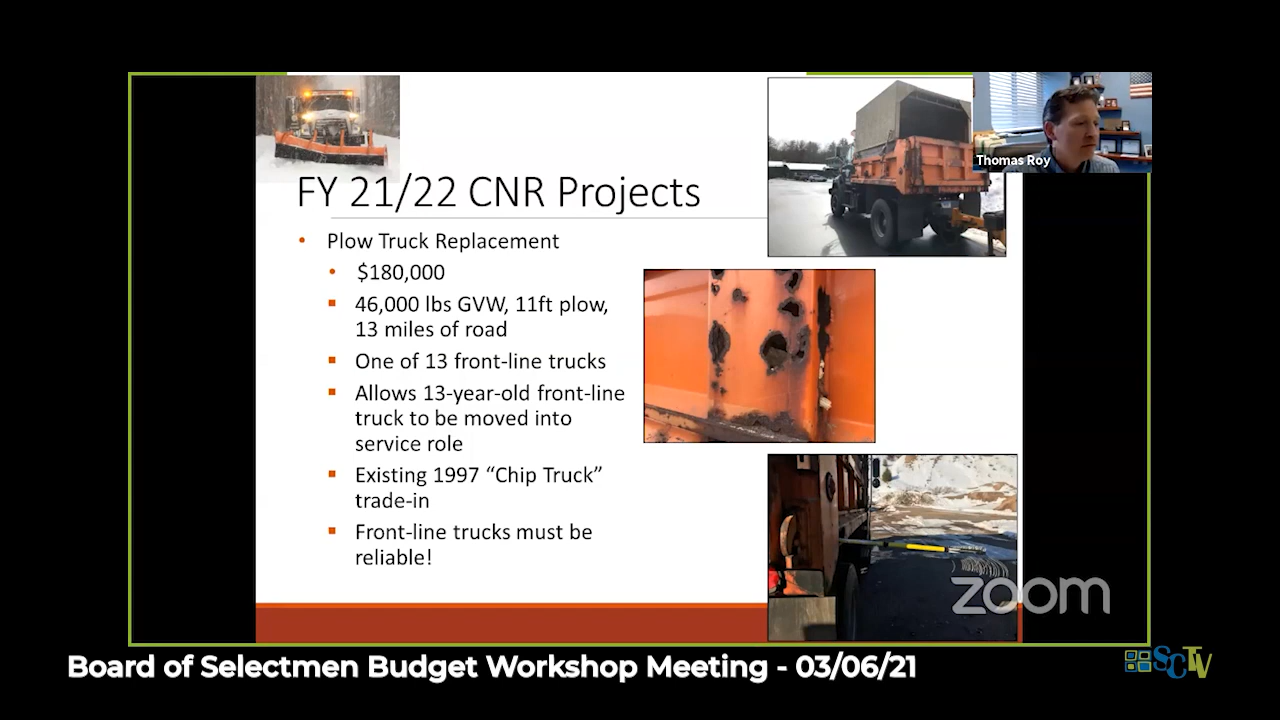 Thomas Roy
FY 21/22 CNR Projects
• Plow Truck Replacement
• $180,000
▪ 46,000 lbs GVW, 11ft plow,
13 miles of road
▪ One of 13 front-line trucks
▪ Allows 13-year-old front-line
truck to be moved into
service role
▪ Existing 1997 “Chip Truck”
trade-in
▪ Front-line trucks must be
reliable!
zoom
Board of Selectmen Budget Workshop Meeting - 03/06/21
SCTV